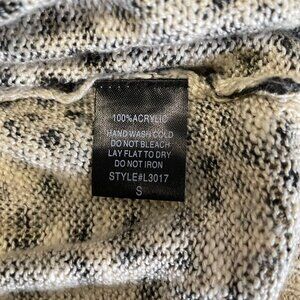 100%ACRYLIC
HAND WASH COLD
DO NOT BLEACH
LAY FLAT TO DRY
DO NOT IRON
STYLE#L3017
S